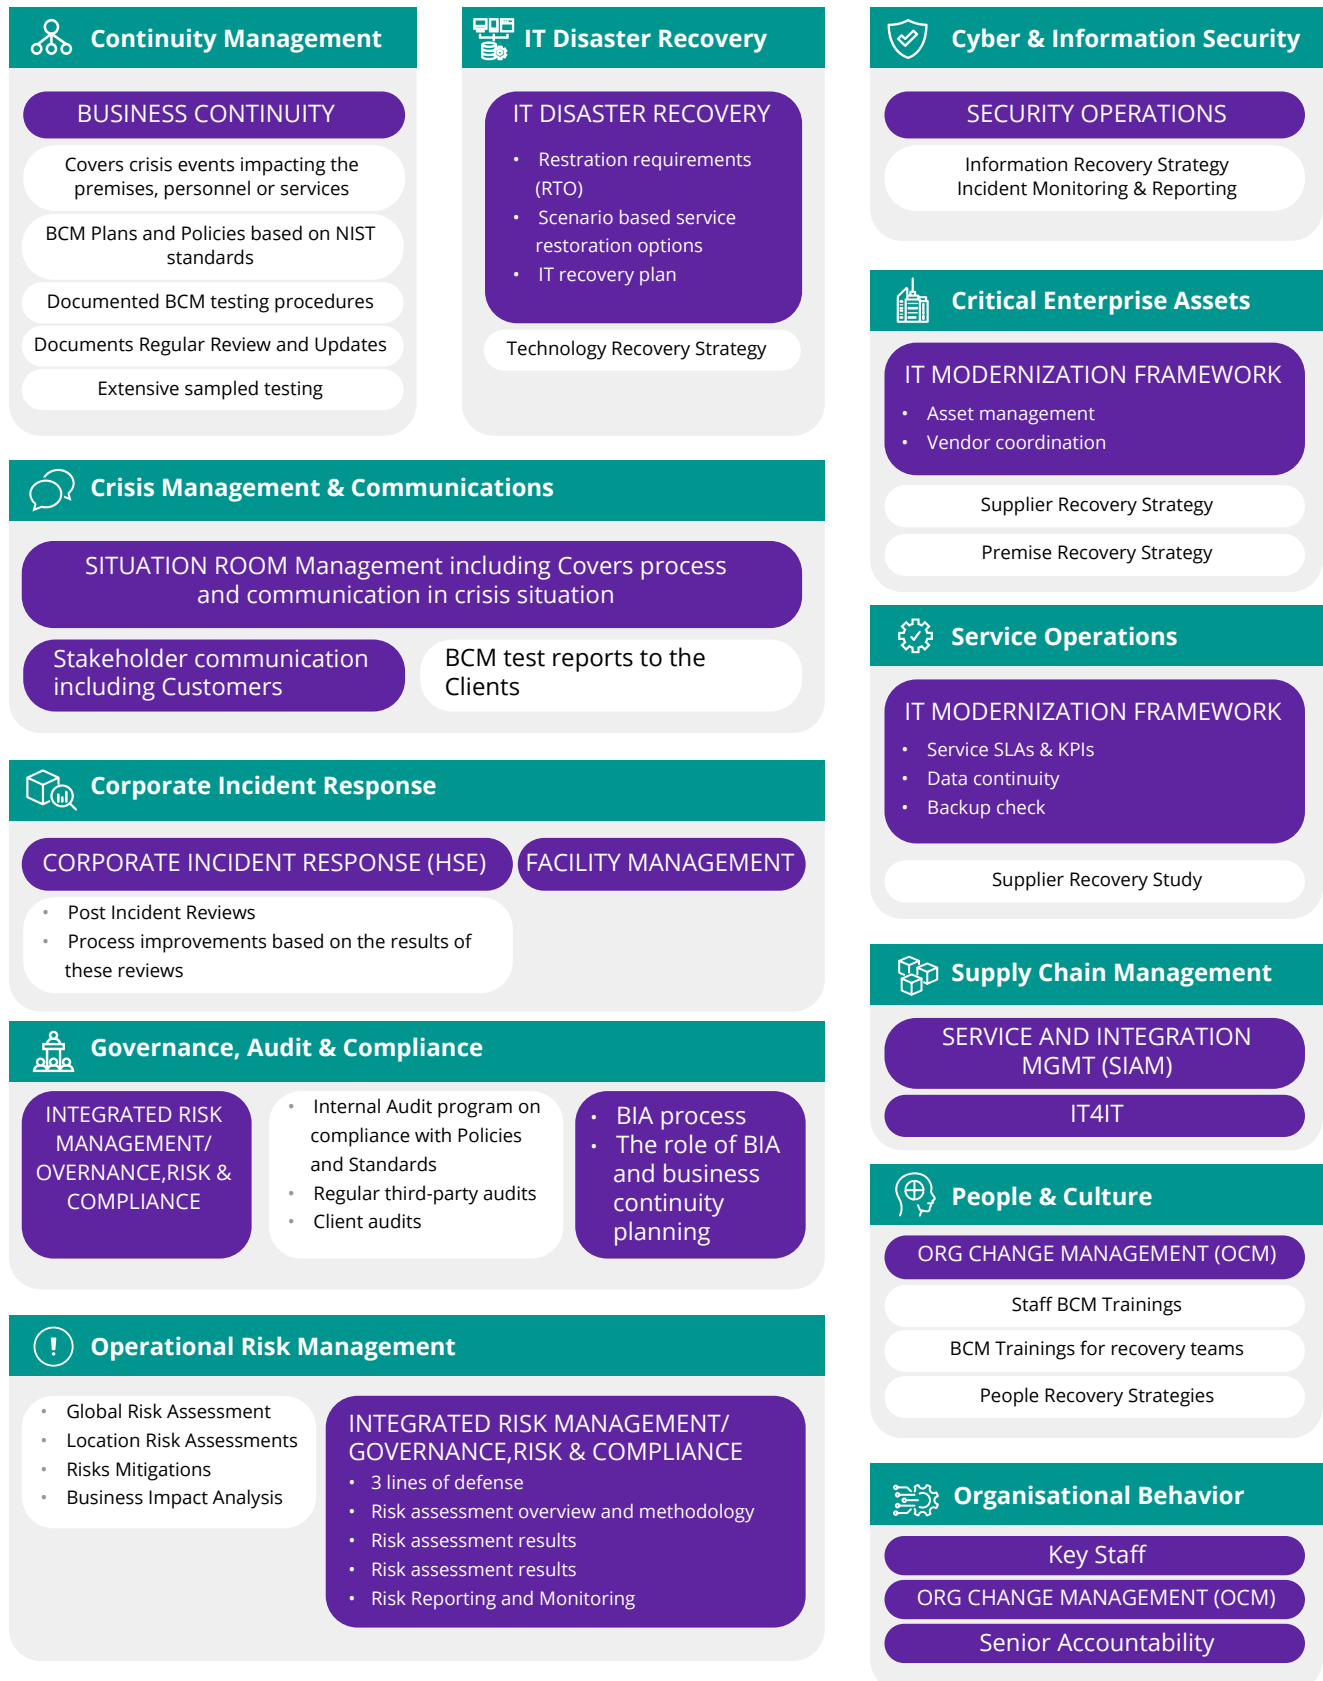 Continuity Management
BUSINESS CONTINUITY
Covers crisis events impacting the
premises, personnel or services
BCM Plans and Policies based on NIST
standards
Documented BCM testing procedures
Documents Regular Review and Updates
Extensive sampled testing
IT Disaster Recovery
IT DISASTER RECOVERY
• Restration requirements
(RTO)
• Scenario based service
restoration options
• IT recovery plan
Technology Recovery Strategy
Crisis Management & Communications
SITUATION ROOM Management including Covers process
and communication in crisis situation
Stakeholder communication
including Customers
BCM test reports to the
Clients
Corporate Incident Response
CORPORATE INCIDENT RESPONSE (HSE)
FACILITY MANAGEMENT
• Post Incident Reviews
• Process improvements based on the results of
these reviews
Governance, Audit & Compliance
INTEGRATED RISK
MANAGEMENT/
OVERNANCE,RISK &
COMPLIANCE
• Internal Audit program on
compliance with Policies
and Standards
• Regular third-party audits
• Client audits
• BIA process
• The role of BIA
and business
continuity
planning
Operational Risk Management
• Global Risk Assessment
• Location Risk Assessments
• Risks Mitigations
• Business Impact Analysis
INTEGRATED RISK MANAGEMENT/
GOVERNANCE,RISK & COMPLIANCE
• 3 lines of defense
• Risk assessment overview and methodology
• Risk assessment results
• Risk assessment results
• Risk Reporting and Monitoring
Cyber & Information Security
SECURITY OPERATIONS
Information Recovery Strategy
Incident Monitoring & Reporting
Critical Enterprise Assets
IT MODERNIZATION FRAMEWORK
• Asset management
• Vendor coordination
Supplier Recovery Strategy
Premise Recovery Strategy
Service Operations
IT MODERNIZATION FRAMEWORK
• Service SLAs & KPIs
• Data continuity
• Backup check
Supplier Recovery Study
Supply Chain Management
SERVICE AND INTEGRATION
MGMT (SIAM)
IT4IT
People & Culture
ORG CHANGE MANAGEMENT (OCM)
Staff BCM Trainings
BCM Trainings for recovery teams
People Recovery Strategies
Organisational Behavior
Key Staff
ORG CHANGE MANAGEMENT (OCM)
Senior Accountability